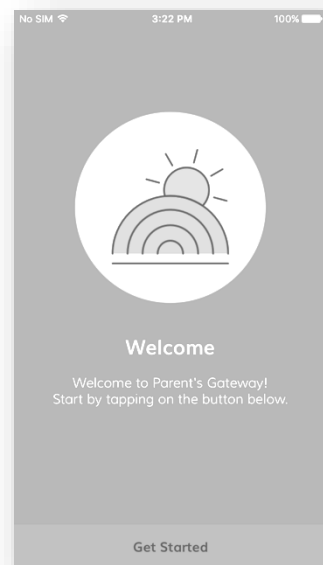 No SIM 3:22 PM 100%
Welcome
Welcome to Parent's Gateway!
Start by tapping on the button below.
Get Started